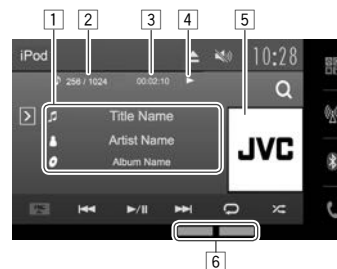 1 2 3 4 5
iPod 10:28
256 / 1024 00:02:10
Title Name
Artist Name
Album Name
JVC
6